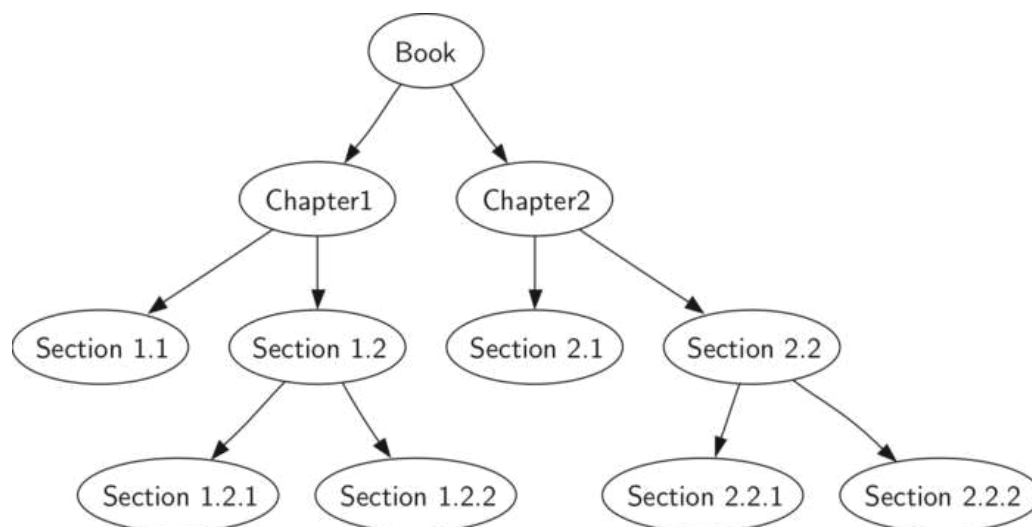 Book
Chapter1
Chapter2
Section 1.1
Section 1.2
Section 2.1
Section 2.2
Section 1.2.1
Section 1.2.2
Section 2.2.1
Section 2.2.2